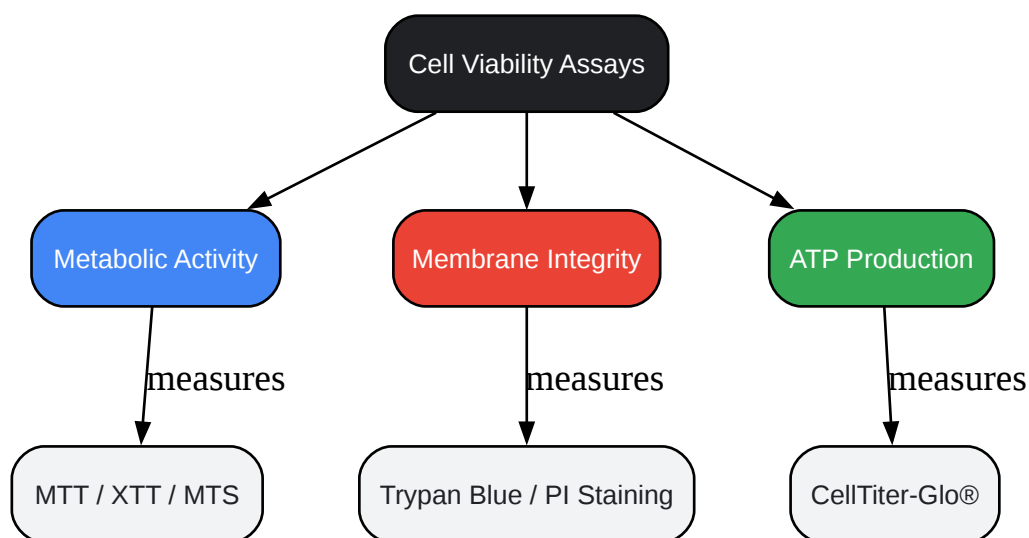 Cell Viability Assays
Metabolic Activity
Membrane Integrity
ATP Production
measures
measures
measures
MTT / XTT / MTS
Trypan Blue / PI Staining
CellTiter-Glo®